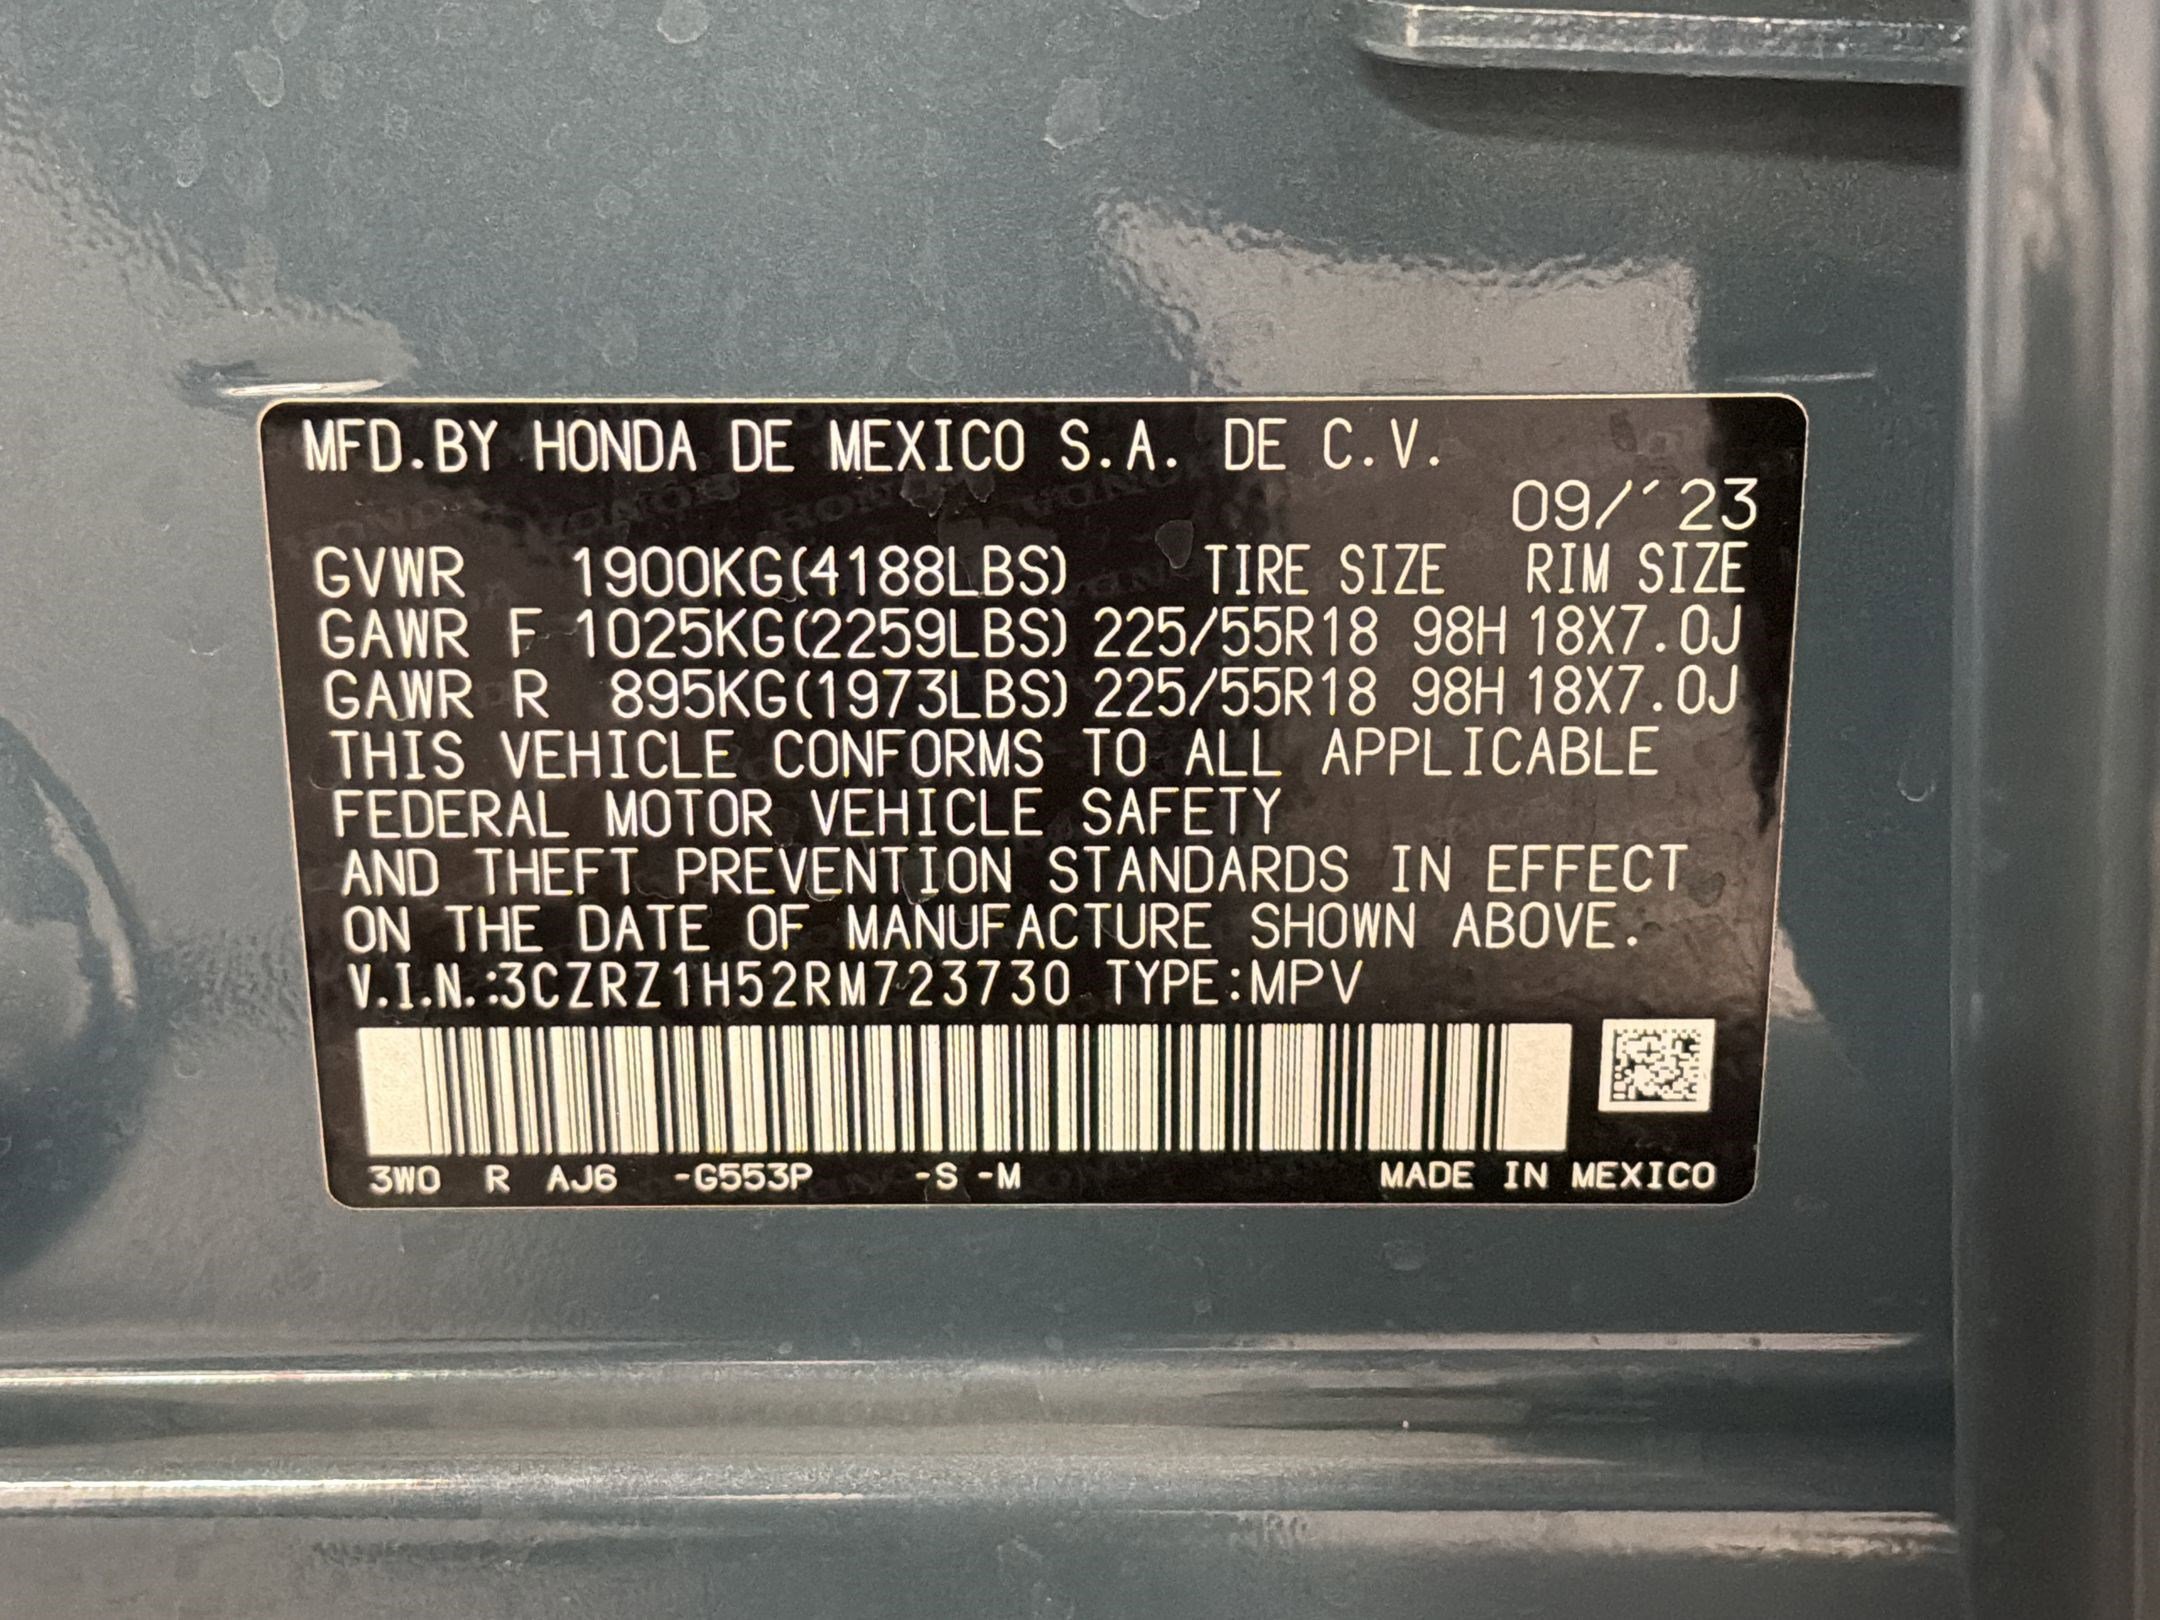 MFD.BY HONDA DE MEXICO S.A. DE C.V.
09/´23
GVWR 1900KG(4188LBS) TIRE SIZE RIM SIZE
GAWR F 1025KG(2259LBS) 225/55R18 98H 18X7.0J
GAWR R 895KG(1973LBS) 225/55R18 98H 18X7.0J
THIS VEHICLE CONFORMS TO ALL APPLICABLE
FEDERAL MOTOR VEHICLE SAFETY
AND THEFT PREVENTION STANDARDS IN EFFECT
ON THE DATE OF MANUFACTURE SHOWN ABOVE.
V.I.N.:3CZRZ1H52RM723730 TYPE:MPV
3W0 R AJ6 -G553P -S -M MADE IN MEXICO